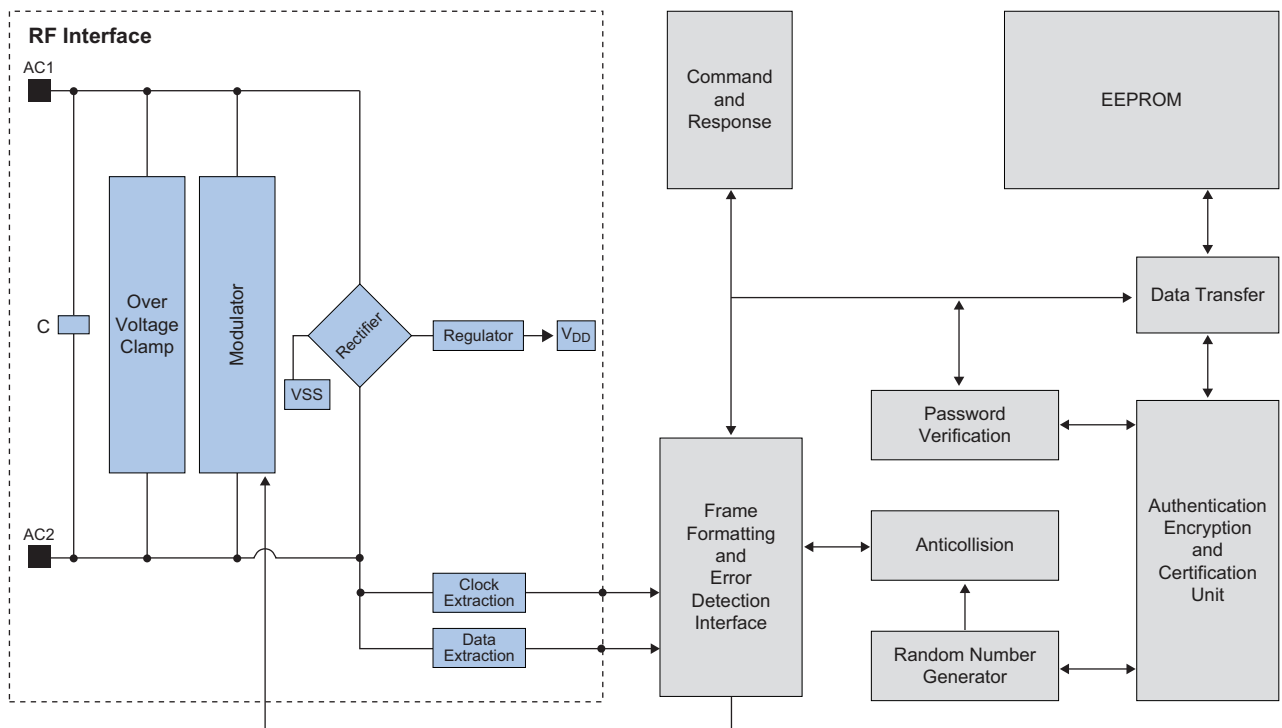 RF Interface
AC1
C
Over
Voltage
Clamp
Modulator
Rectifier
VSS
Regulator
VDD
AC2
Clock
Extraction
Data
Extraction
Command
and
Response
EEPROM
Data Transfer
Password
Verification
Frame
Formatting
and
Error
Detection
Interface
Anticollision
Random Number
Generator
Authentication
Encryption
and
Certification
Unit